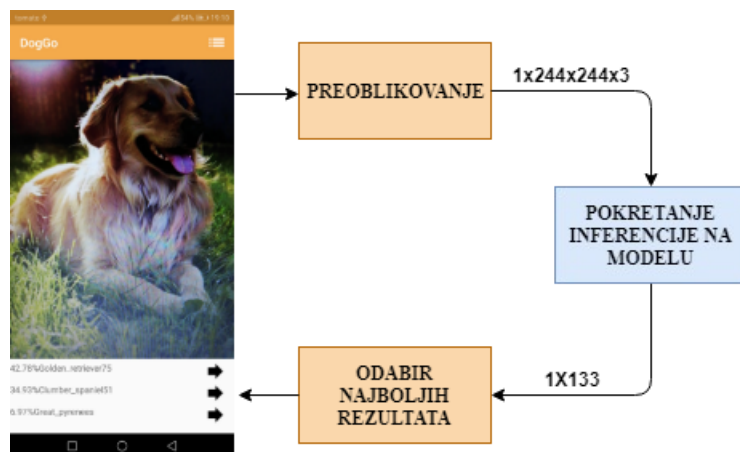 DogGo
PREOBLIKOVANJE
1x244x244x3
POKRETANJE
INFERENCIJE NA
MODELU
1X133
ODABIR
NAJBOLJIH
REZULTATA
42.78%Golden_retriever75
34.93%Clumber_spaniel51
6.97%Great_pyrenees